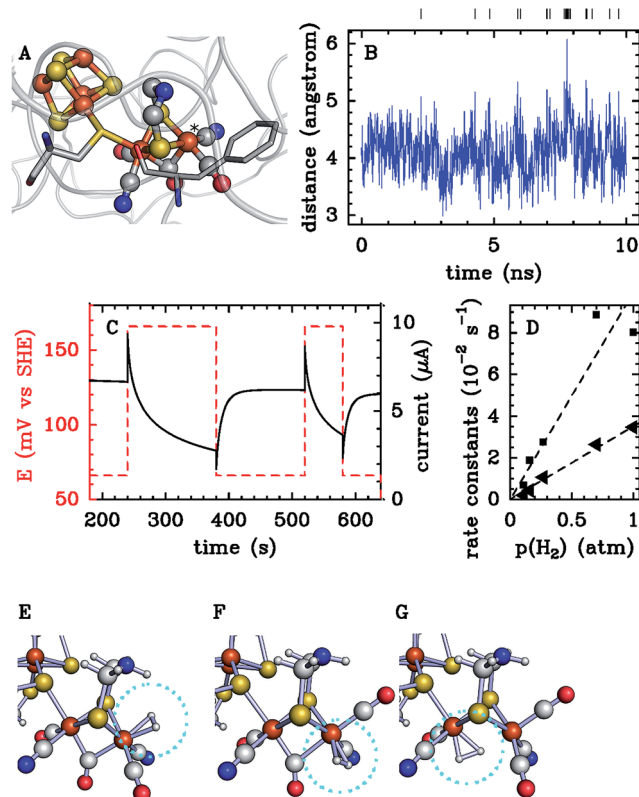 A
*
B
distance (angstrom)
6
5
4
3
0
5
10
time (ns)
C
E (mV vs SHE)
150
100
50
200
400
600
time (s)
10
5
0
current (μA)
D
rate constants (10⁻² s⁻¹)
8
6
4
2
0
0
0.5
1
p(H₂) (atm)
E
F
G